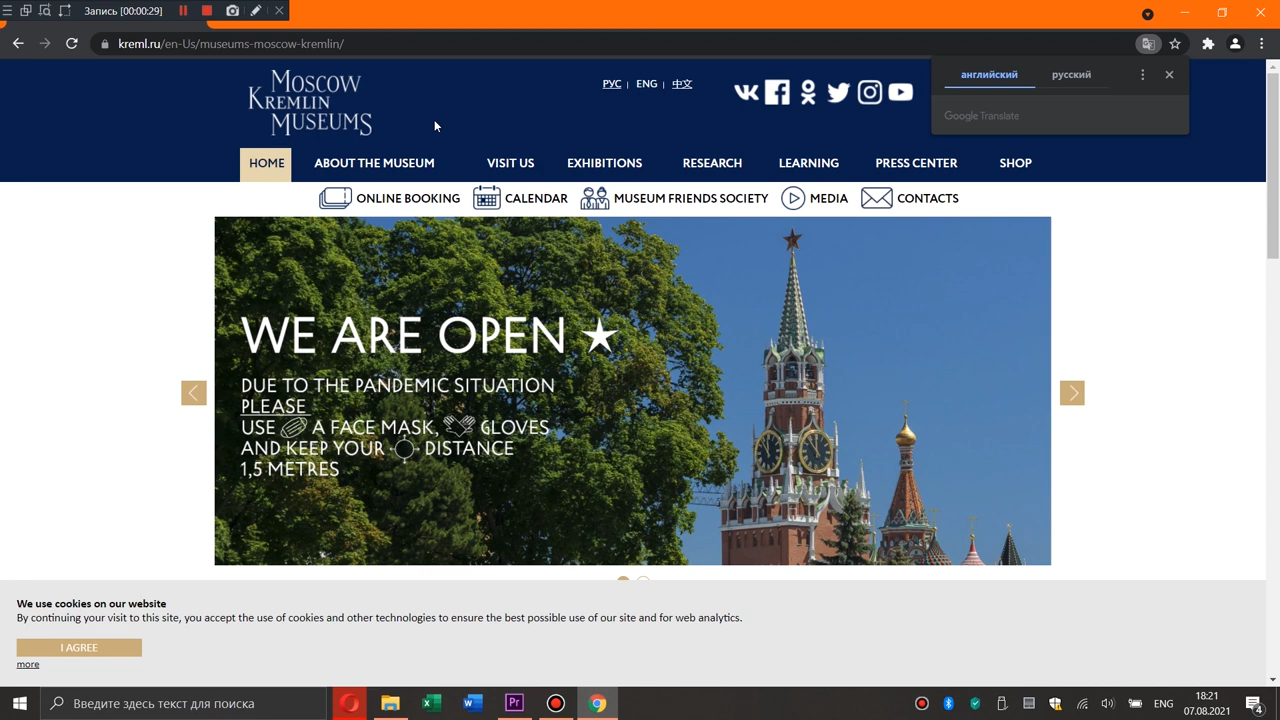 Запись [00:00:29]
kreml.ru/en-Us/museums-moscow-kremlin/
английский русский
Google Translate
MOSCOW
KREMLIN
MUSEUMS
РУС | ENG | 中文
HOME ABOUT THE MUSEUM VISIT US EXHIBITIONS RESEARCH LEARNING PRESS CENTER SHOP
ONLINE BOOKING CALENDAR MUSEUM FRIENDS SOCIETY MEDIA CONTACTS
WE ARE OPEN
DUE TO THE PANDEMIC SITUATION
PLEASE
USE A FACE MASK, GLOVES
AND KEEP YOUR DISTANCE
1,5 METRES
We use cookies on our website
By continuing your visit to this site, you accept the use of cookies and other technologies to ensure the best possible use of our site and for web analytics.
I AGREE
more
Введите здесь текст для поиска
ENG
18:21
07.08.2021
4